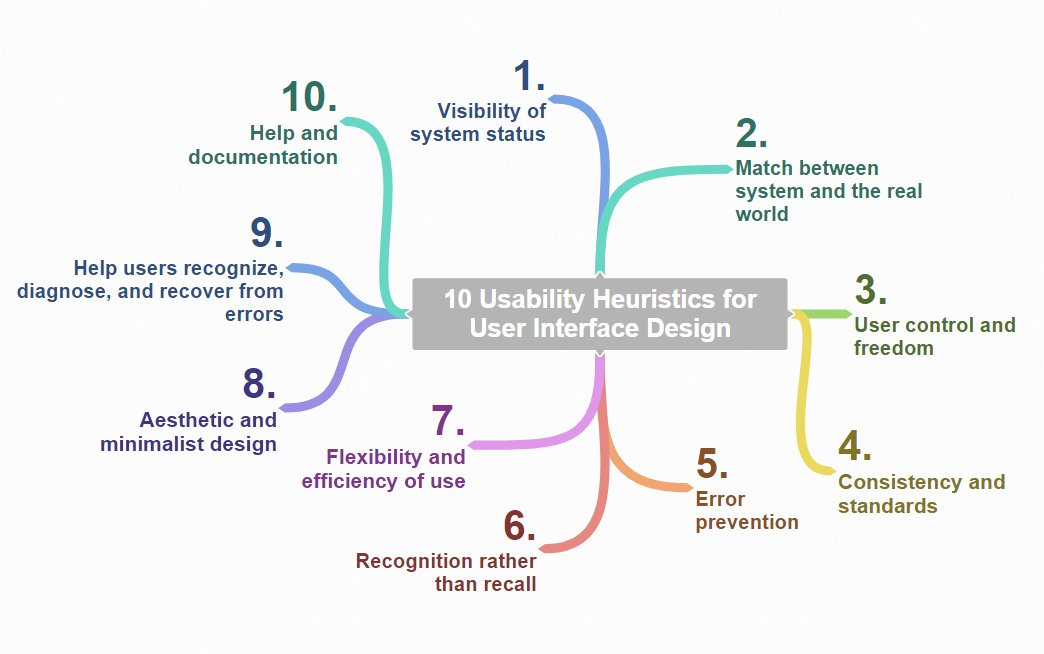 10 Usability Heuristics for
User Interface Design
1.
Visibility of
system status
2.
Match between
system and the real
world
3.
User control and
freedom
4.
Consistency and
standards
5.
Error
prevention
6.
Recognition rather
than recall
7.
Flexibility and
efficiency of use
8.
Aesthetic and
minimalist design
9.
Help users recognize,
diagnose, and recover from
errors
10.
Help and
documentation